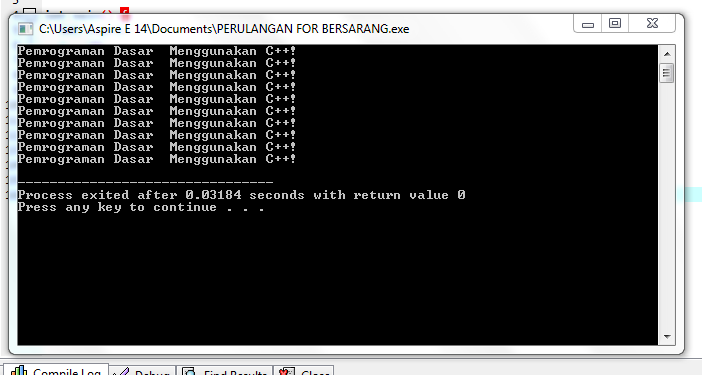 C:\Users\Aspire E 14\Documents\PERULANGAN FOR BERSARANG.exe
Pemrograman Dasar  Menggunakan C++!
Pemrograman Dasar  Menggunakan C++!
Pemrograman Dasar  Menggunakan C++!
Pemrograman Dasar  Menggunakan C++!
Pemrograman Dasar  Menggunakan C++!
Pemrograman Dasar  Menggunakan C++!
Pemrograman Dasar  Menggunakan C++!
Pemrograman Dasar  Menggunakan C++!
Pemrograman Dasar  Menggunakan C++!
Pemrograman Dasar  Menggunakan C++!
--------------------------------
Process exited after 0.03184 seconds with return value 0
Press any key to continue . . .
Compile Log Debug Find Results Close